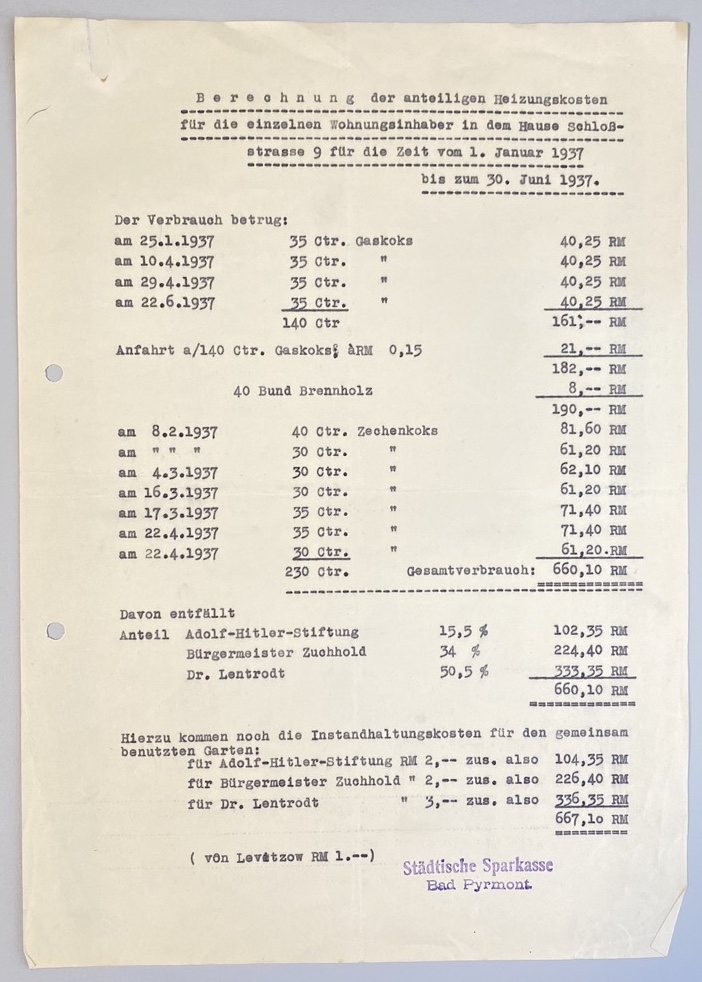 B e r e c h n u n g der anteiligen Heizungskosten
für die einzelnen Wohnungsinhaber in dem Hause Schloß-
strasse 9 für die Zeit vom 1. Januar 1937
bis zum 30. Juni 1937.
Der Verbrauch betrug:
am 25.1.1937 35 Ctr. Gaskoks 40,25 RM
am 10.4.1937 35 Ctr. " 40,25 RM
am 29.4.1937 35 Ctr. " 40,25 RM
am 22.6.1937 35 Ctr. " 40,25 RM
140 Ctr 161,-- RM
Anfahrt a/140 Ctr. Gaskoks; àRM 0,15 21,-- RM
182,-- RM
40 Bund Brennholz 8,-- RM
190,-- RM
am 8.2.1937 40 Ctr. Zechenkoks 81,60 RM
am " " " 30 Ctr. " 61,20 RM
am 4.3.1937 30 Ctr. " 62,10 RM
am 16.3.1937 30 Ctr. " 61,20 RM
am 17.3.1937 35 Ctr. " 71,40 RM
am 22.4.1937 35 Ctr. " 71,40 RM
am 22.4.1937 30 Ctr. " 61,20.RM
230 Ctr. Gesamtverbrauch: 660,10 RM
Davon entfällt
Anteil Adolf-Hitler-Stiftung 15,5 % 102,35 RM
Bürgermeister Zuchhold 34 % 224,40 RM
Dr. Lentrodt 50,5 % 333,35 RM
660,10 RM
Hierzu kommen noch die Instandhaltungskosten für den gemeinsam
benutzten Garten:
für Adolf-Hitler-Stiftung RM 2,-- zus. also 104,35 RM
für Bürgermeister Zuchhold " 2,-- zus. also 226,40 RM
für Dr. Lentrodt " 3,-- zus. also 336,35 RM
667,10 RM
( von Levetzow RM 1.--)
Städtische Sparkasse
Bad Pyrmont.